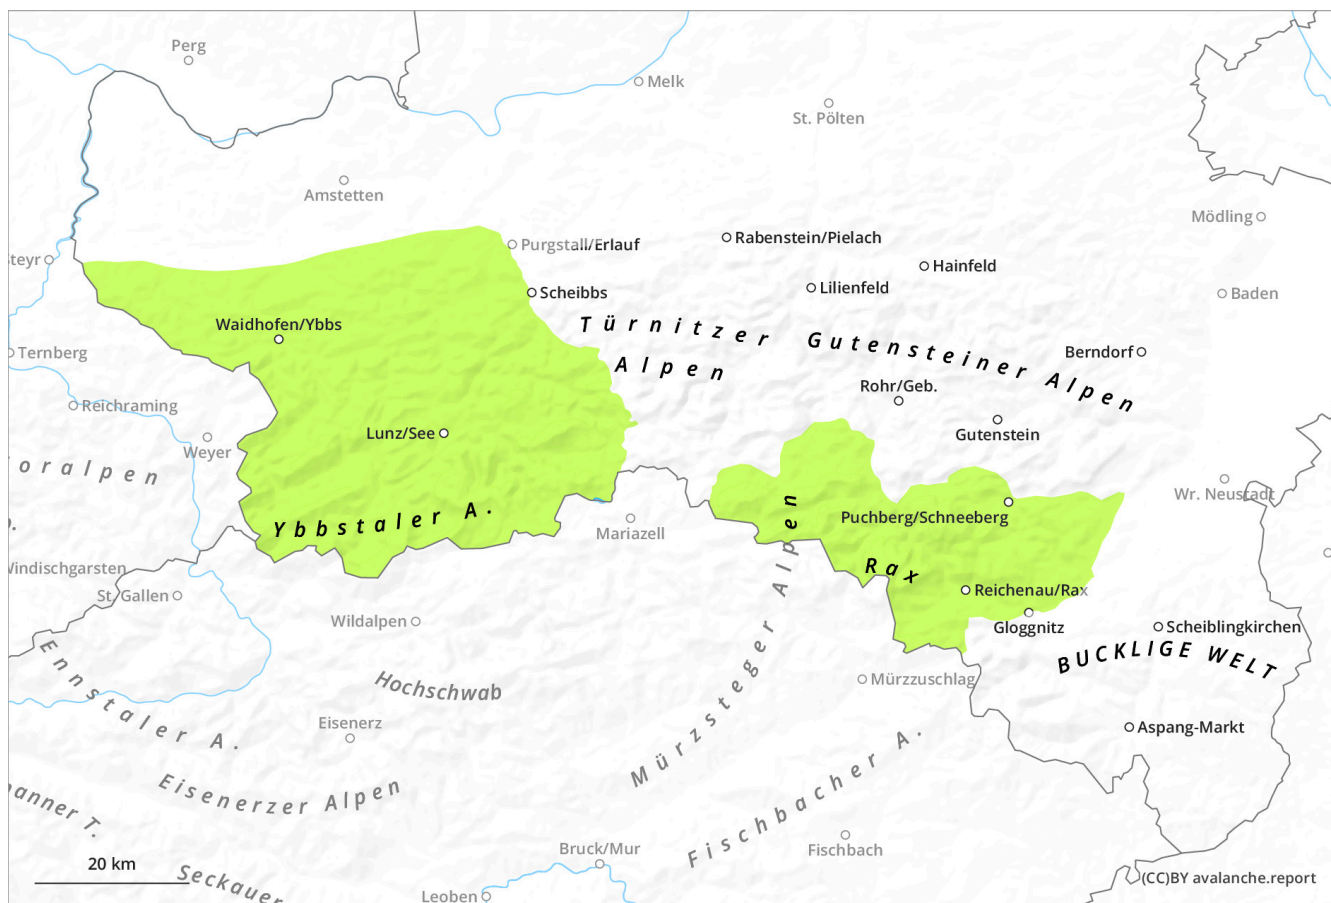 Perg
Melk
St. Pölten
Amstetten
Mödling
Purgstall/Erlauf
Rabenstein/Pielach
steyr
Hainfeld
Scheibbs
Lilienfeld
Baden
Waidhofen/Ybbs
Türnitzer
Alpen
Gutensteiner Alpen
Ternberg
Berndorf
Rohr/Geb.
Reichraming
Lunz/See
Gutenstein
Weyer
oralpen
Wr. Neustadt
Ybbstaler A.
Puchberg/Schneeberg
Mariazell
Rax
Windischgarsten
St. Gallen
Reichenau/Rax
Wildalpen
Gloggnitz
Scheiblingkirchen
BUCKLIGE WELT
Ennstaler A.
Hochschwab
Mürzsteger Alpen
Mürzzuschlag
Eisenerz
Aspang-Markt
Eisenerzer Alpen
Fischbacher A.
anner T.
Bruck/Mur
Fischbach
20 km
Seckauer
Leoben
(CC)BY avalanche.report